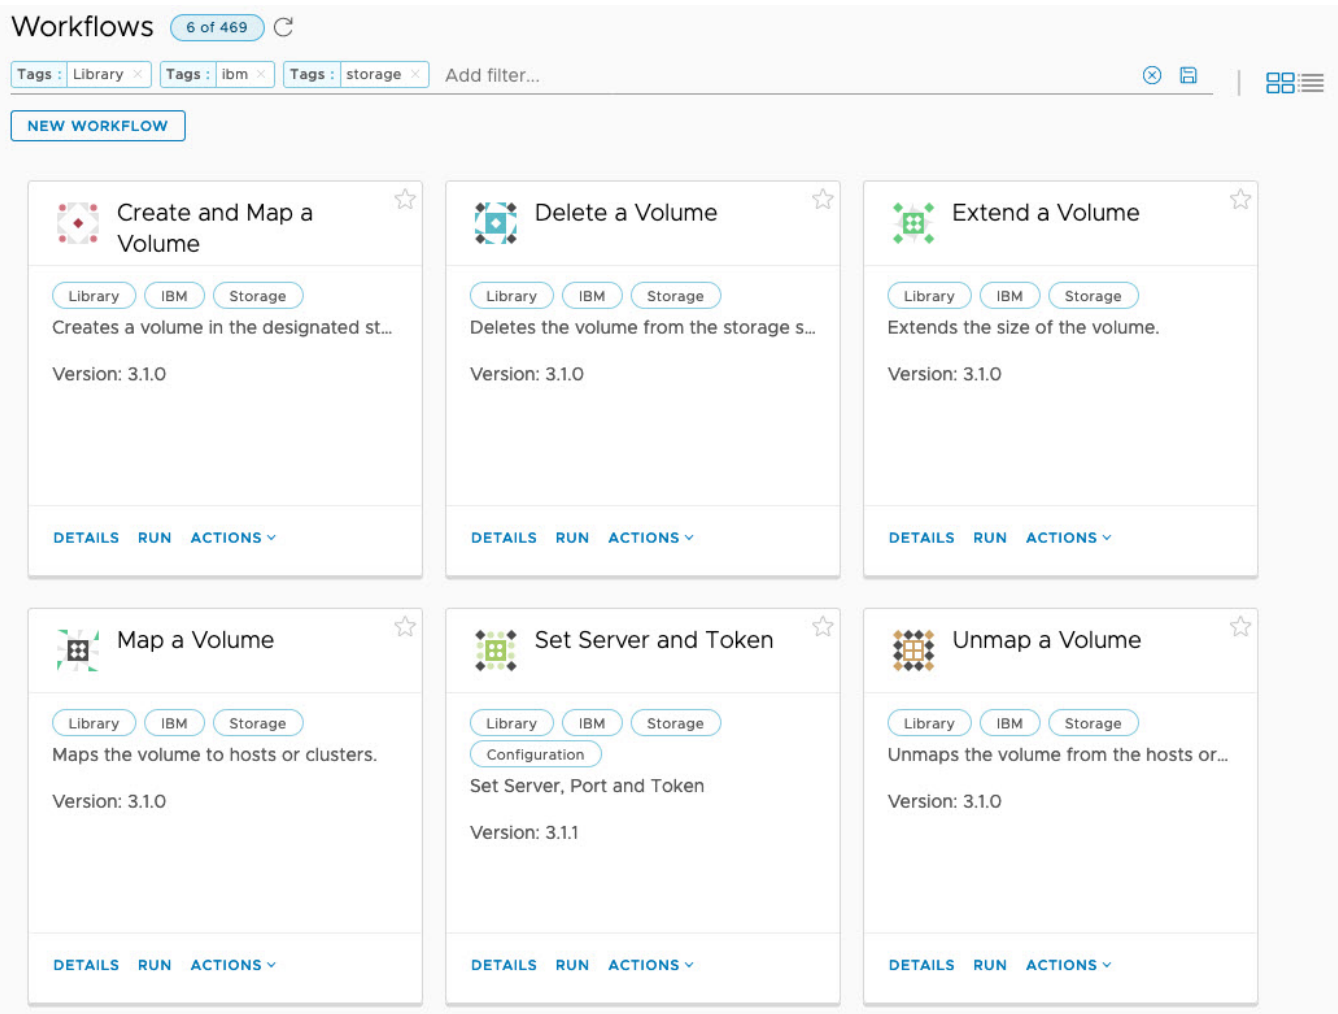 Workflows 6 of 469
Tags : Library × Tags : ibm × Tags : storage × Add filter...
NEW WORKFLOW
Create and Map a
Volume
Library IBM Storage
Creates a volume in the designated st...
Version: 3.1.0
DETAILS RUN ACTIONS
Delete a Volume
Library IBM Storage
Deletes the volume from the storage s...
Version: 3.1.0
DETAILS RUN ACTIONS
Extend a Volume
Library IBM Storage
Extends the size of the volume.
Version: 3.1.0
DETAILS RUN ACTIONS
Map a Volume
Library IBM Storage
Maps the volume to hosts or clusters.
Version: 3.1.0
DETAILS RUN ACTIONS
Set Server and Token
Library IBM Storage
Configuration
Set Server, Port and Token
Version: 3.1.1
DETAILS RUN ACTIONS
Unmap a Volume
Library IBM Storage
Unmaps the volume from the hosts or...
Version: 3.1.0
DETAILS RUN ACTIONS